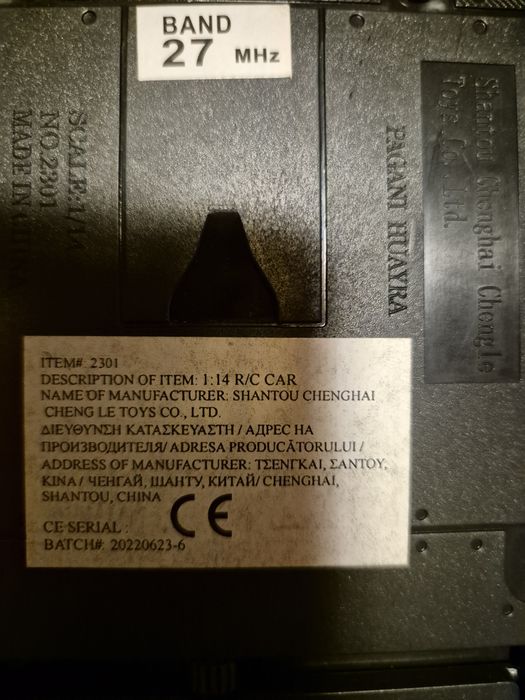 BAND
27 MHz
SCALE:1/14
NO.2301
MADE IN CHINA
PAGANI HUAYRA
Shantou Chenghai Chengle
Toys Co.,Ltd.
ITEM#: 2301
DESCRIPTION OF ITEM: 1:14 R/C CAR
NAME OF MANUFACTURER: SHANTOU CHENGHAI
CHENG LE TOYS CO., LTD.
ΔΙΕΥΘΥΝΣΗ ΚΑΤΑΣΚΕΥΑΣΤΗ / АДРЕС НА
ПРОИЗВОДИТЕЛЯ/ ADRESA PRODUCĂTORULUI /
ADDRESS OF MANUFACTURER: ΤΣΕΝΓΚΑΙ, ΣΑΝΤΟΥ,
ΚΙΝΑ / ЧЕНГАЙ, ШАНТУ, КИТАЙ/ CHENGHAI,
SHANTOU, CHINA
CE SERIAL :
CE
BATCH#: 20220623-6